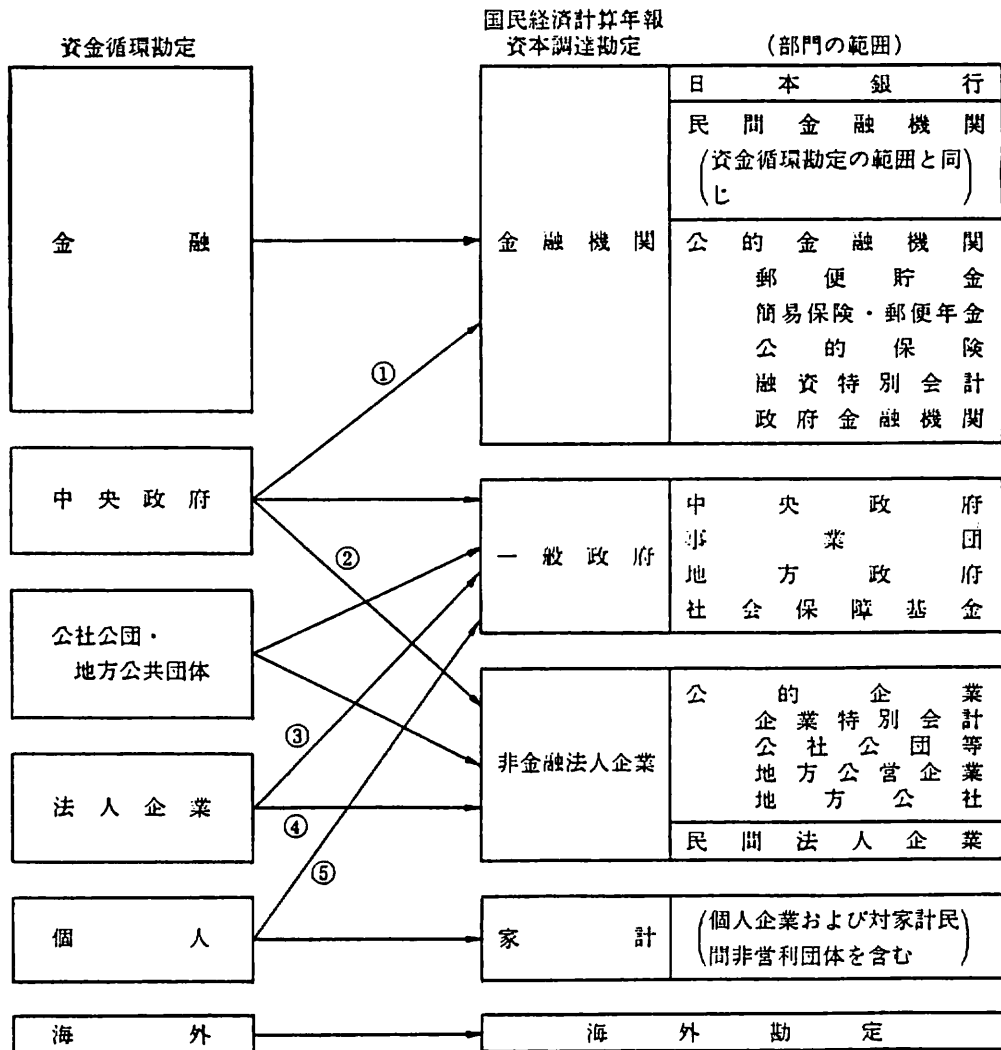 資金循環勘定
国民経済計算年報
資本調達勘定
(部門の範囲)
金融
金融機関
日本銀行
民間金融機関
(資金循環勘定の範囲と同
じ)
公的金融機関
郵便貯金
簡易保険・郵便年金
公的保険
融資特別会計
政府金融機関
①
中央政府
②
一般政府
中央政府
事業団
地方政府
社会保障基金
公社公団・
地方公共団体
③
法人企業
④
非金融法人企業
公的企業
企業特別会計
公社公団等
地方公営企業
地方公社
民間法人企業
⑤
個人
家計
(個人企業および対家計民
間非営利団体を含む)
海外
海外勘定